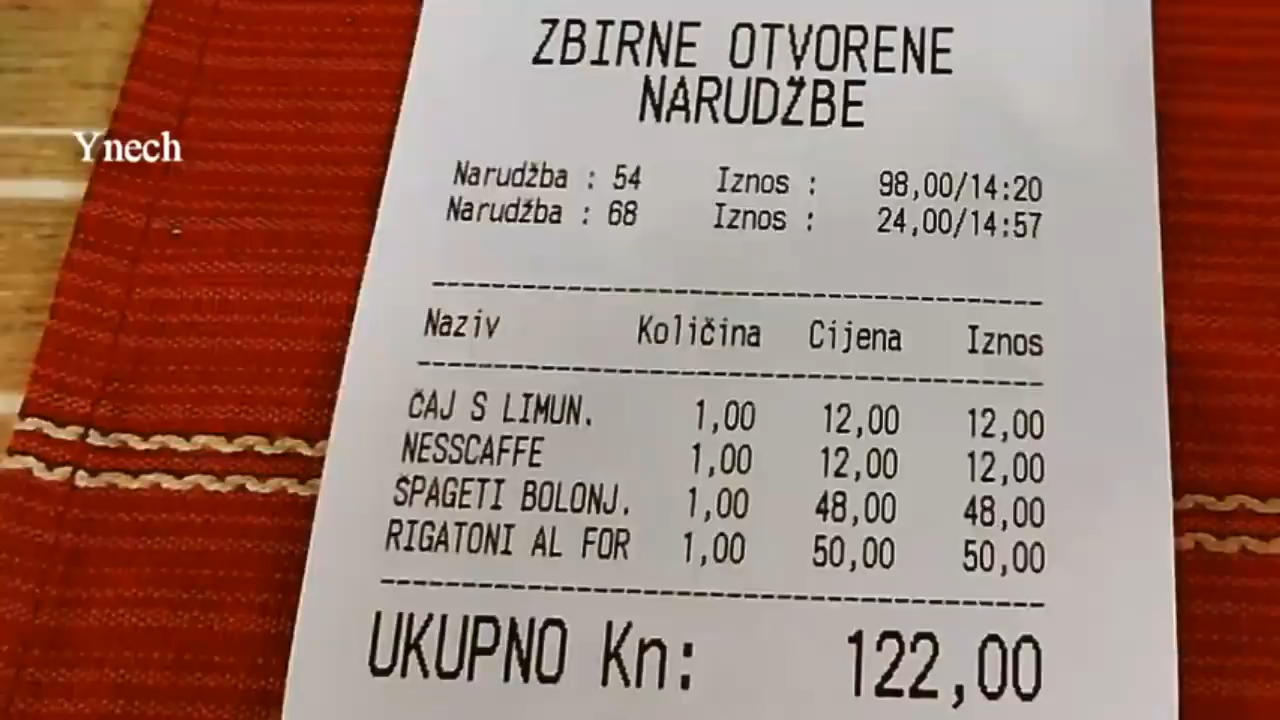 ZBIRNE OTVORENE
NARUDŽBE
Ynech
Narudžba : 54 Iznos : 98,00/14:20
Narudžba : 68 Iznos : 24,00/14:57
Naziv Količina Cijena Iznos
ČAJ S LIMUN. 1,00 12,00 12,00
NESSCAFFE 1,00 12,00 12,00
ŠPAGETI BOLONJ. 1,00 48,00 48,00
RIGATONI AL FOR 1,00 50,00 50,00
UKUPNO Kn: 122,00